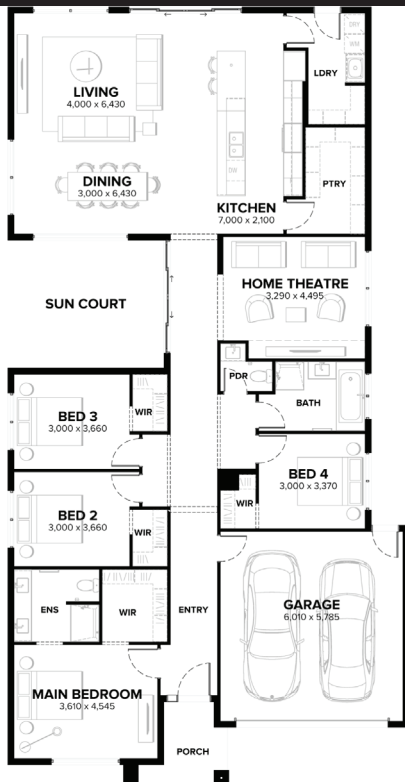 DRY
WM
LDRY
LIVING
4,000 x 6,430
DINING
3,000 x 6,430
DW
PTRY
KITCHEN
7,000 x 2,100
SUN COURT
HOME THEATRE
3,290 x 4,495
PDR
BATH
BED 3
3,000 x 3,660
WIR
BED 4
3,000 x 3,370
WIR
BED 2
3,000 x 3,660
WIR
ENS
WIR
ENTRY
GARAGE
6,010 x 5,785
MAIN BEDROOM
3,610 x 4,545
PORCH